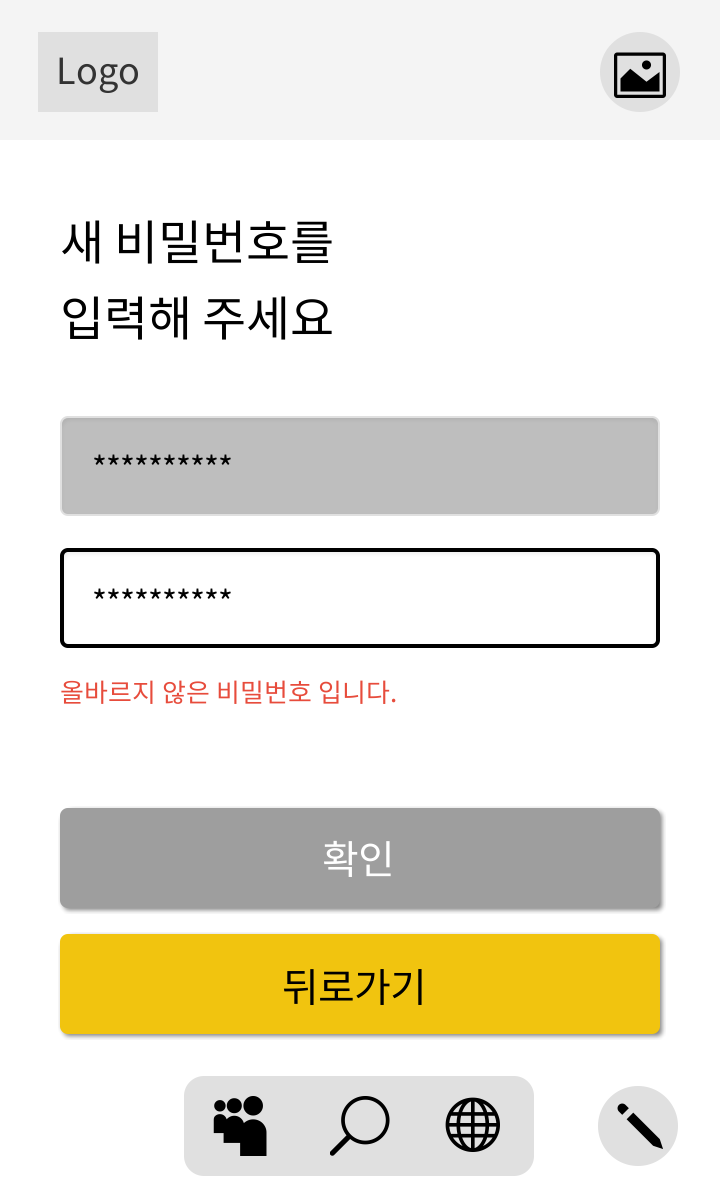 Logo
새 비밀번호를
입력해 주세요
**********
**********
올바르지 않은 비밀번호 입니다.
확인
뒤로가기